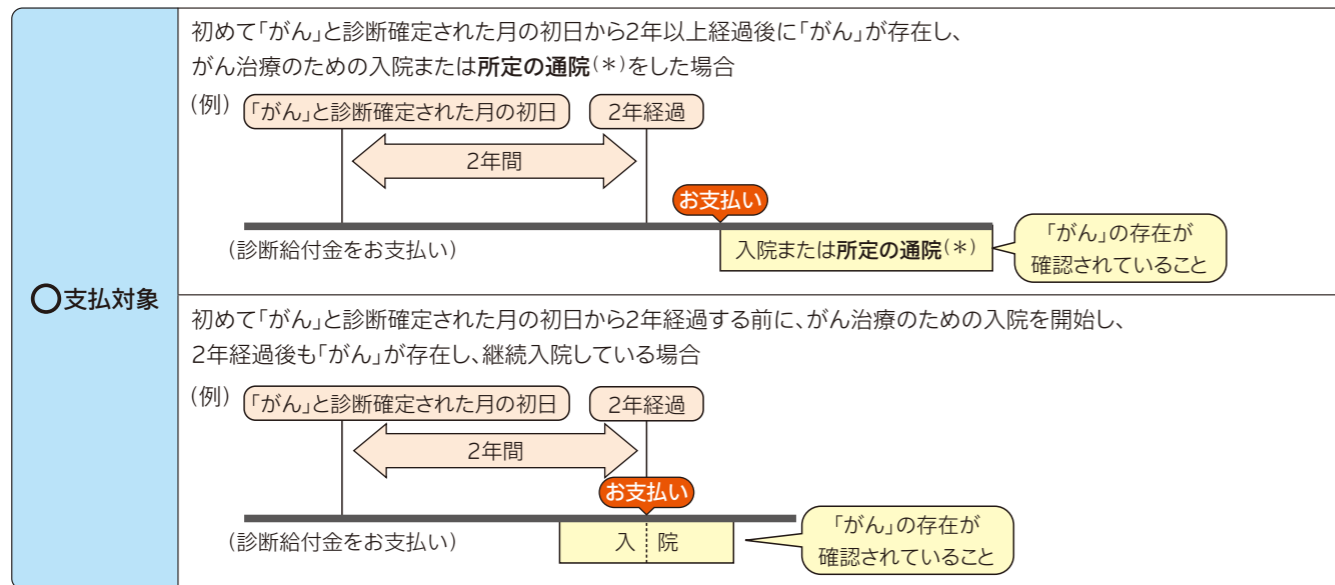 初めて「がん」と診断確定された月の初日から2年以上経過後に「がん」が存在し、
がん治療のための入院または所定の通院(＊)をした場合
(例)
「がん」と診断確定された月の初日
2年経過
2年間
お支払い
(診断給付金をお支払い)
入院または所定の通院(＊)
「がん」の存在が
確認されていること
○支払対象
初めて「がん」と診断確定された月の初日から2年経過する前に、がん治療のための入院を開始し、
2年経過後も「がん」が存在し、継続入院している場合
(例)
「がん」と診断確定された月の初日
2年経過
2年間
お支払い
(診断給付金をお支払い)
入院
「がん」の存在が
確認されていること